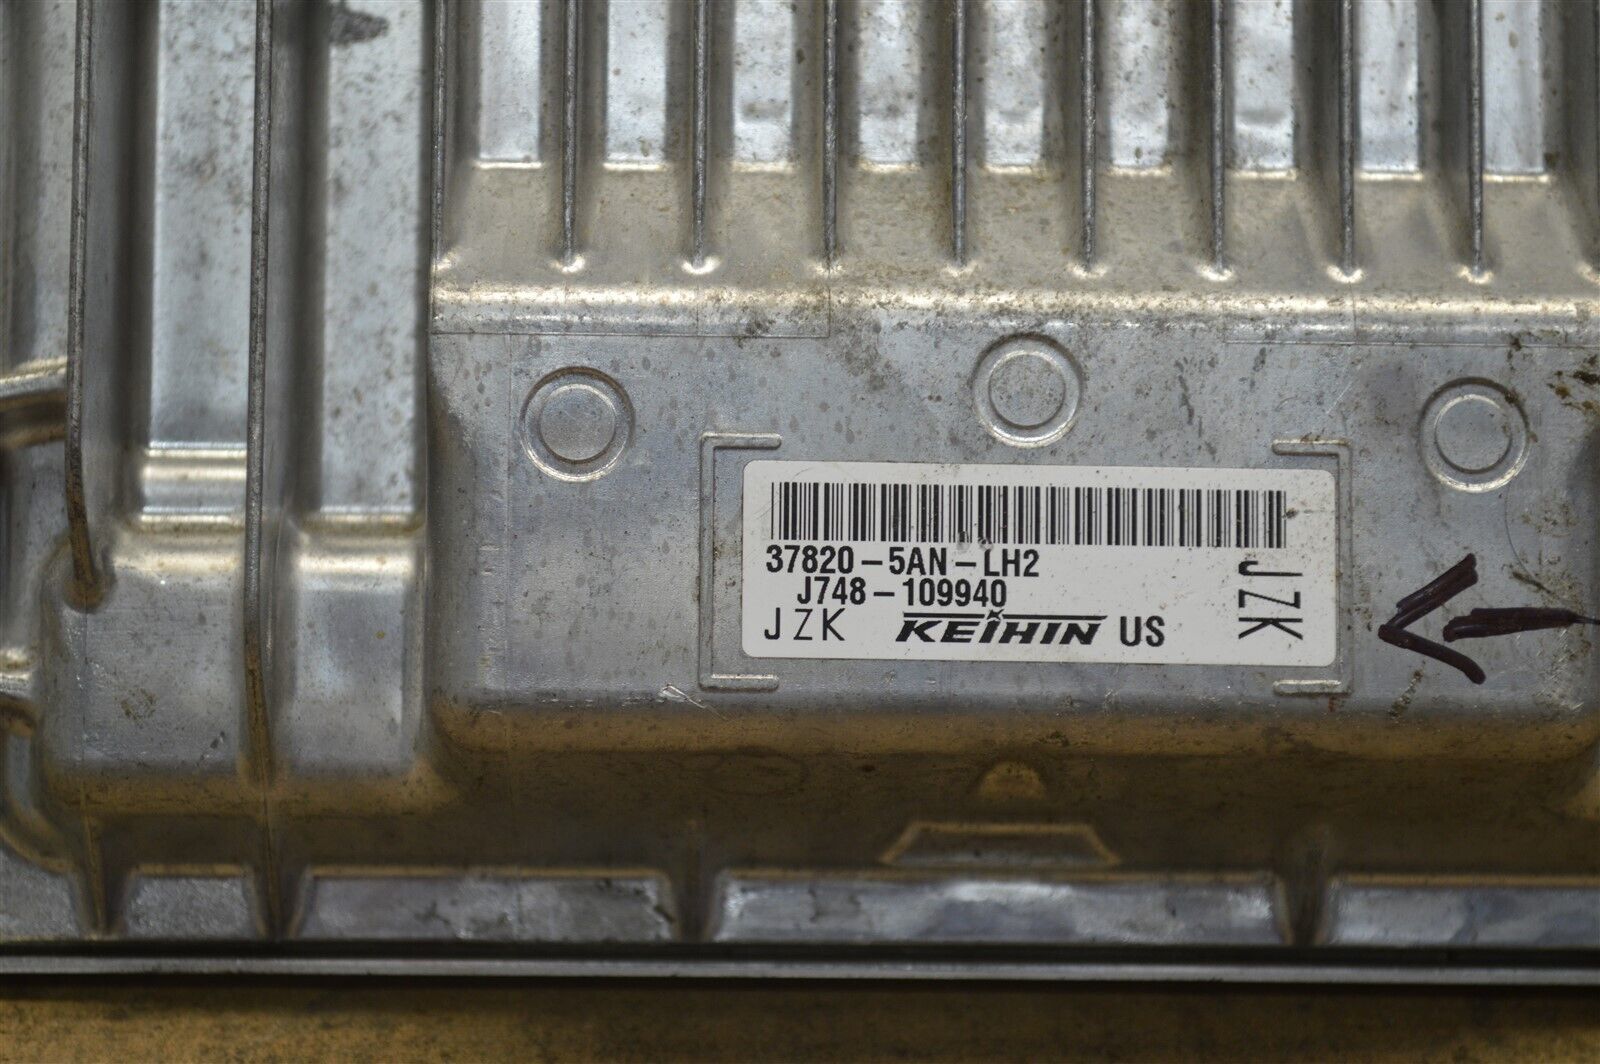 37820-5AN-LH2
J748-109940
JZK KEIHIN US
JZK